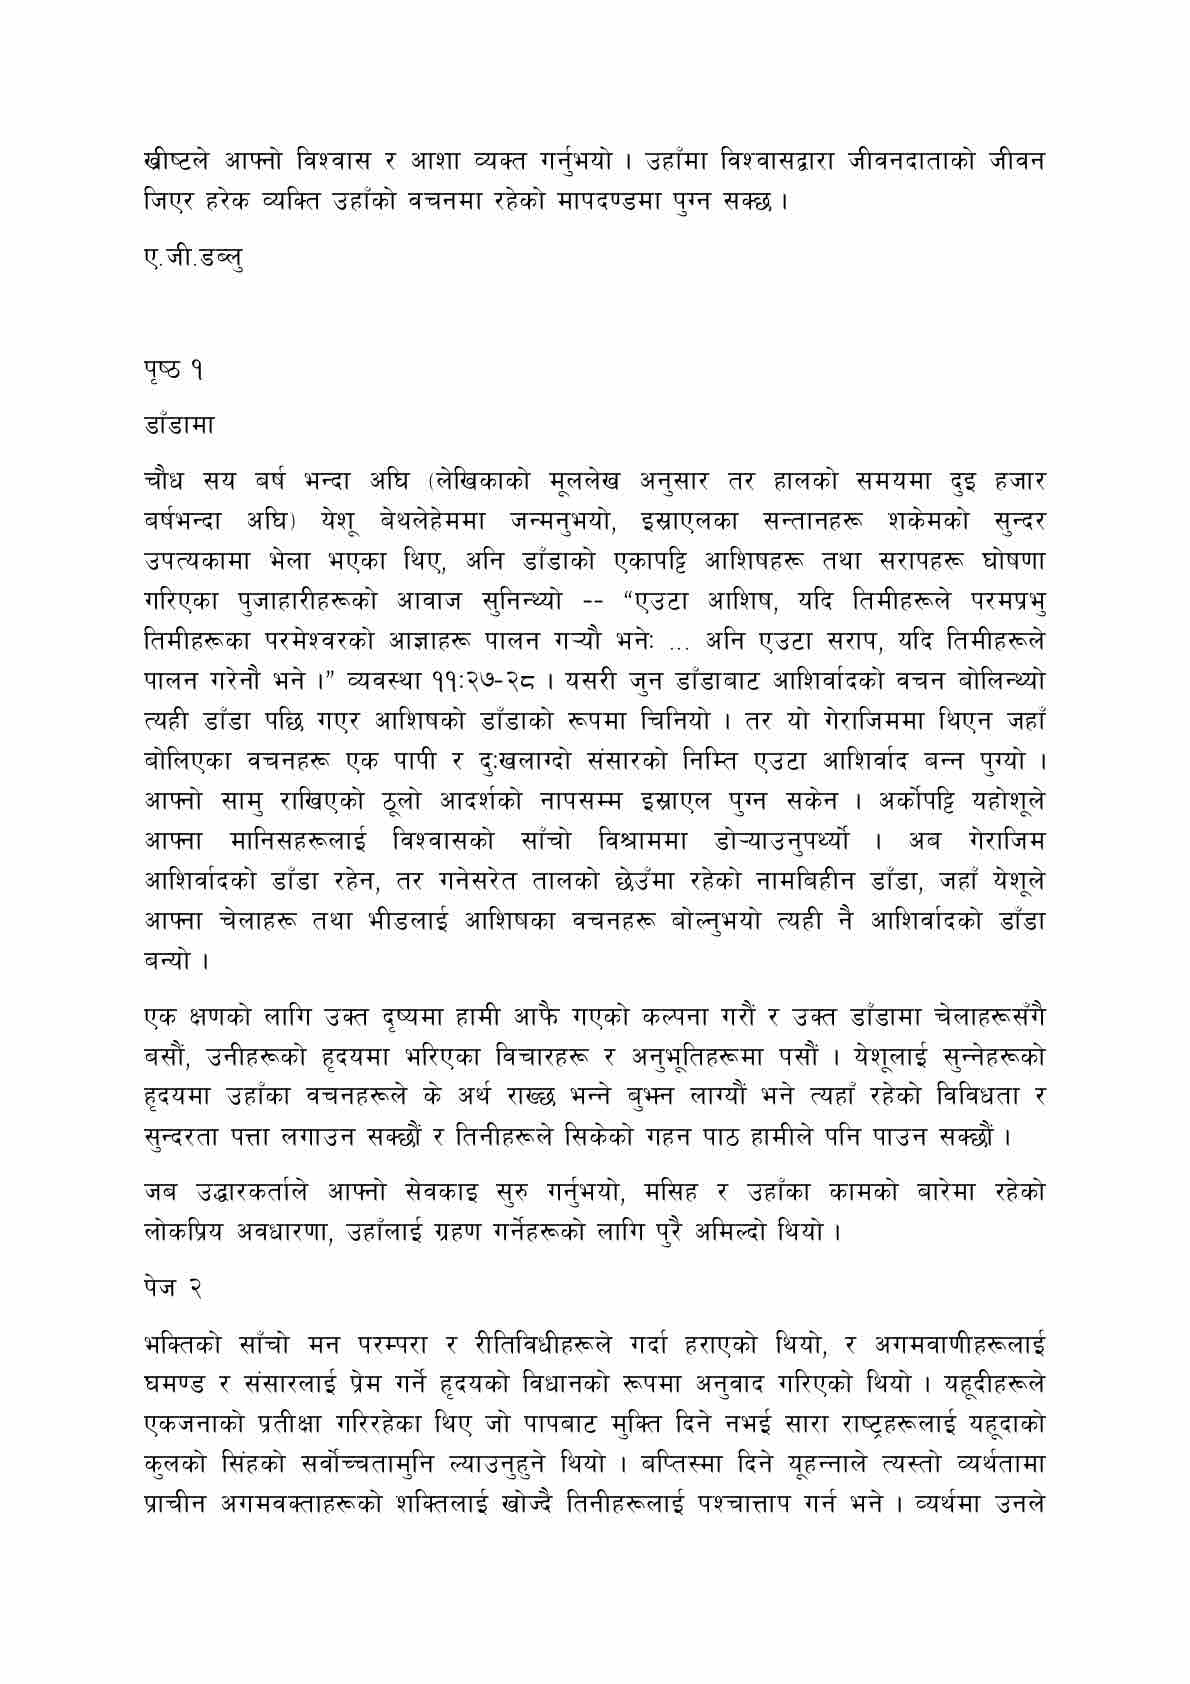 ख्रीष्टले आफ्नो विश्वास र आशा व्यक्त गर्नुभयो । उहाँमा विश्वासद्वारा जीवनदाताको जीवन
जिएर हरेक व्यक्ति उहाँको वचनमा रहेको मापदण्डमा पुग्न सक्छ ।
ए.जी.डब्लु
पृष्ठ १
डाँडामा
चौध सय बर्ष भन्दा अघि (लेखिकाको मूललेख अनुसार तर हालको समयमा दुइ हजार
बर्षभन्दा अघि) येशू बेथलेहेममा जन्मनुभयो, इस्राएलका सन्तानहरू शकेमको सुन्दर
उपत्यकामा भेला भएका थिए, अनि डाँडाको एकापट्टि आशिषहरू तथा सरापहरू घोषणा
गरिएका पुजाहारीहरूको आवाज सुनिन्थ्यो -- “एउटा आशिष, यदि तिमीहरूले परमप्रभु
तिमीहरूका परमेश्वरको आज्ञाहरू पालन गऱ्यौ भनेः ... अनि एउटा सराप, यदि तिमीहरूले
पालन गरेनौ भने ।” व्यवस्था ११:२७-२८ । यसरी जुन डाँडाबाट आशिर्वादको वचन बोलिन्थ्यो
त्यही डाँडा पछि गएर आशिषको डाँडाको रूपमा चिनियो । तर यो गेराजिममा थिएन जहाँ
बोलिएका वचनहरू एक पापी र दुःखलाग्दो संसारको निम्ति एउटा आशिर्वाद बन्न पुग्यो ।
आफ्नो सामु राखिएको ठूलो आदर्शको नापसम्म इस्राएल पुग्न सकेन । अर्कोपट्टि यहोशूले
आफ्ना मानिसहरूलाई विश्वासको साँचो विश्राममा डोऱ्याउनुपर्थ्यो । अब गेराजिम
आशिर्वादको डाँडा रहेन, तर गनेसरेत तालको छेउँमा रहेको नामबिहीन डाँडा, जहाँ येशूले
आफ्ना चेलाहरू तथा भीडलाई आशिषका वचनहरू बोल्नुभयो त्यही नै आशिर्वादको डाँडा
बन्यो ।
एक क्षणको लागि उक्त दृष्यमा हामी आफै गएको कल्पना गरौं र उक्त डाँडामा चेलाहरूसँगै
बसौं, उनीहरूको हृदयमा भरिएका विचारहरू र अनुभूतिहरूमा पसौं । येशूलाई सुन्नेहरूको
हृदयमा उहाँका वचनहरूले के अर्थ राख्छ भन्ने बुझ्न लाग्यौं भने त्यहाँ रहेको विविधता र
सुन्दरता पत्ता लगाउन सक्छौं र तिनीहरूले सिकेको गहन पाठ हामीले पनि पाउन सक्छौं ।
जब उद्धारकर्ताले आफ्नो सेवकाइ सुरु गर्नुभयो, मसिह र उहाँका कामको बारेमा रहेको
लोकप्रिय अवधारणा, उहाँलाई ग्रहण गर्नेहरूको लागि पुरै अमिल्दो थियो ।
पेज २
भक्तिको साँचो मन परम्परा र रीतिविधीहरूले गर्दा हराएको थियो, र अगमवाणीहरूलाई
घमण्ड र संसारलाई प्रेम गर्ने हृदयको विधानको रूपमा अनुवाद गरिएको थियो । यहूदीहरूले
एकजनाको प्रतीक्षा गरिरहेका थिए जो पापबाट मुक्ति दिने नभई सारा राष्ट्रहरूलाई यहूदाको
कुलको सिंहको सर्वोच्चतामुनि ल्याउनुहुने थियो । बप्तिस्मा दिने यूहन्नाले त्यस्तो व्यर्थतामा
प्राचीन अगमवक्ताहरूको शक्तिलाई खोज्दै तिनीहरूलाई पश्चात्ताप गर्न भने । व्यर्थमा उनले